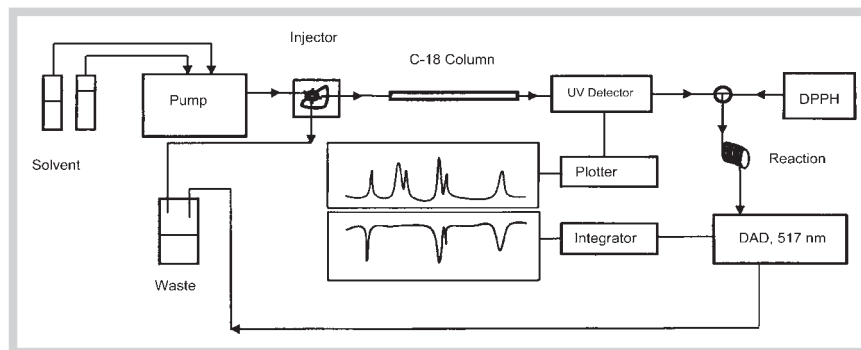 Injector
C-18 Column
Pump
UV Detector
DPPH
Solvent
Plotter
Reaction
Integrator
DAD, 517 nm
Waste